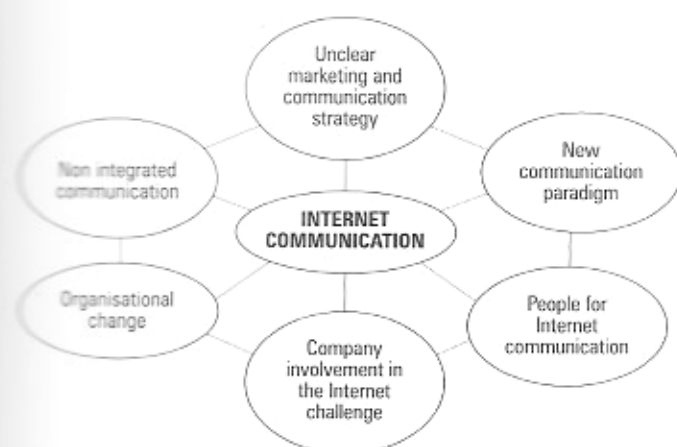 Unclear
marketing and
communication
strategy
Non integrated
communication
New
communication
paradigm
INTERNET
COMMUNICATION
Organisational
change
People for
Internet
communication
Company
involvement in
the Internet
challenge